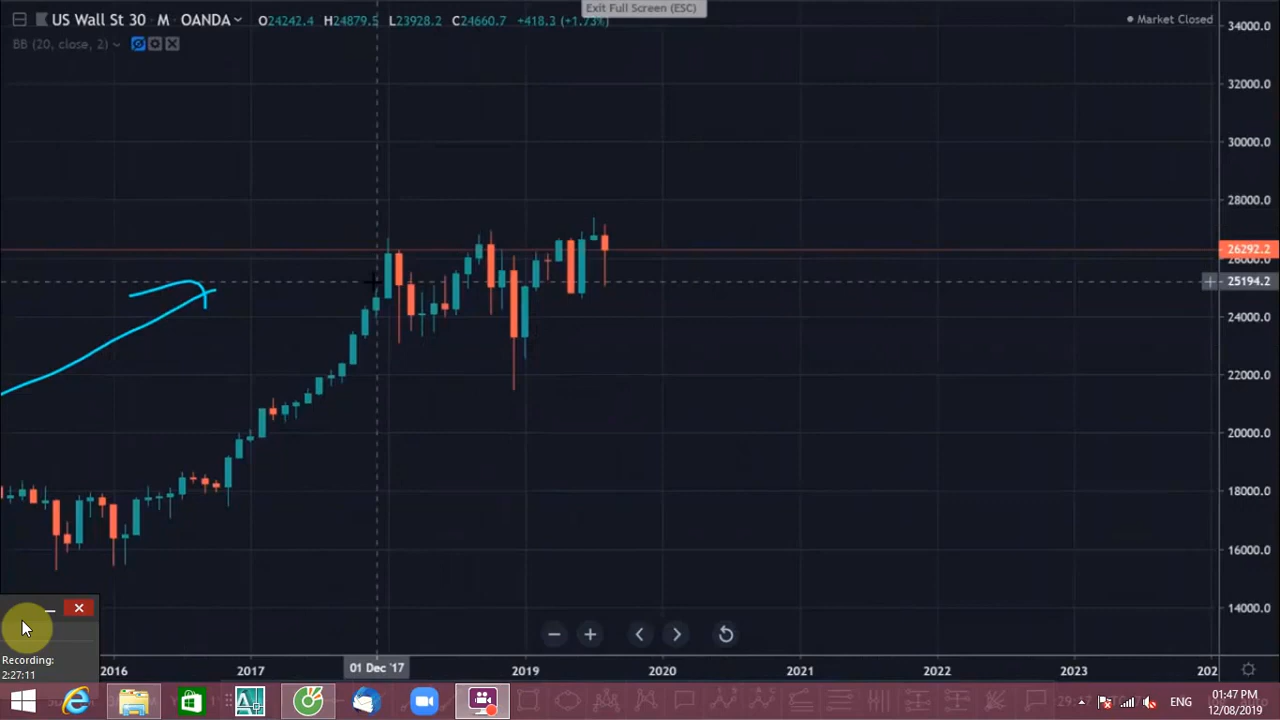 Exit Full Screen (ESC)
US Wall St 30 M OANDA O24242.4 H24879.5 L23928.2 C24660.7 +418.3 (+1.73%)
Market Closed
BB (20, close, 2)
34000.0
32000.0
30000.0
28000.0
26292.2
26000.0
25194.2
24000.0
22000.0
20000.0
18000.0
16000.0
14000.0
Recording:
2:27:11
2016 2017 01 Dec '17 2019 2020 2021 2022 2023
ENG
01:47 PM
12/08/2019